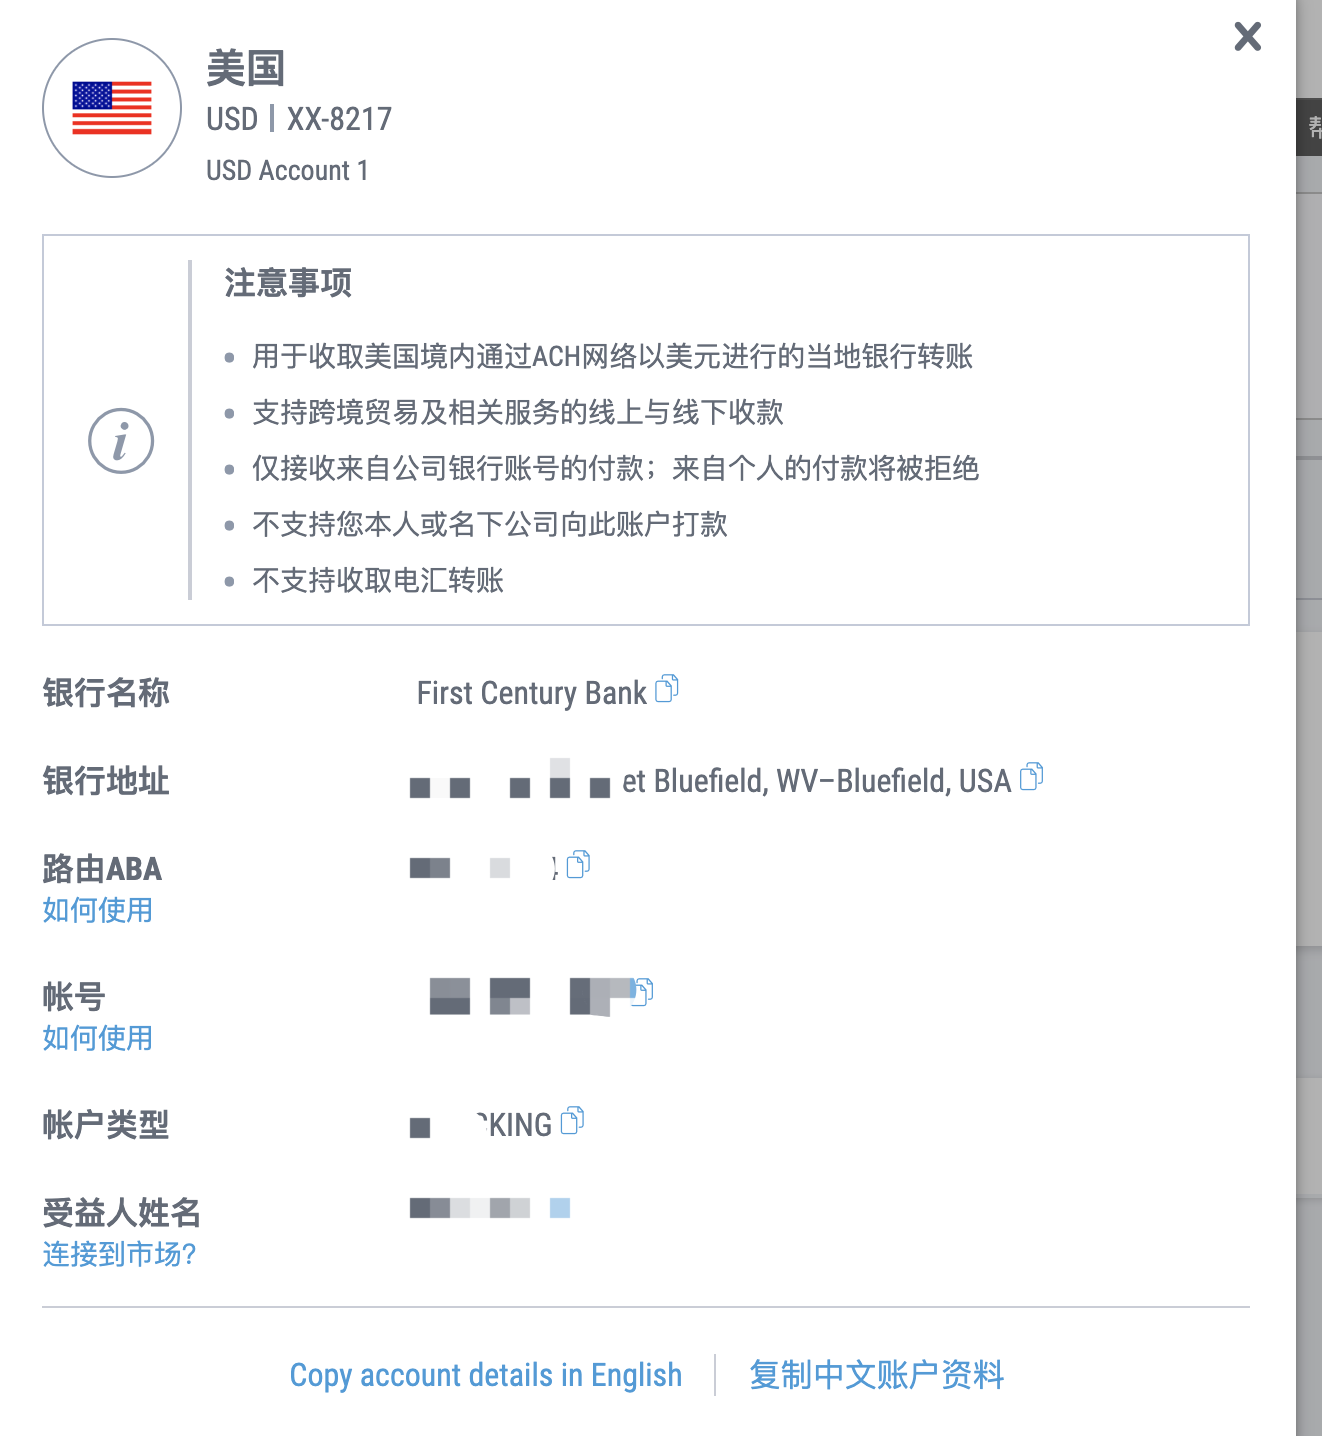 美国
USD | XX-8217
USD Account 1
注意事项
用于收取美国境内通过ACH网络以美元进行的当地银行转账
支持跨境贸易及相关服务的线上与线下收款
仅接收来自公司银行账号的付款；来自个人的付款将被拒绝
不支持您本人或名下公司向此账户打款
不支持收取电汇转账
银行名称 First Century Bank
银行地址 et Bluefield, WV–Bluefield, USA
路由ABA
如何使用
帐号
如何使用
帐户类型 CKING
受益人姓名
连接到市场?
Copy account details in English | 复制中文账户资料